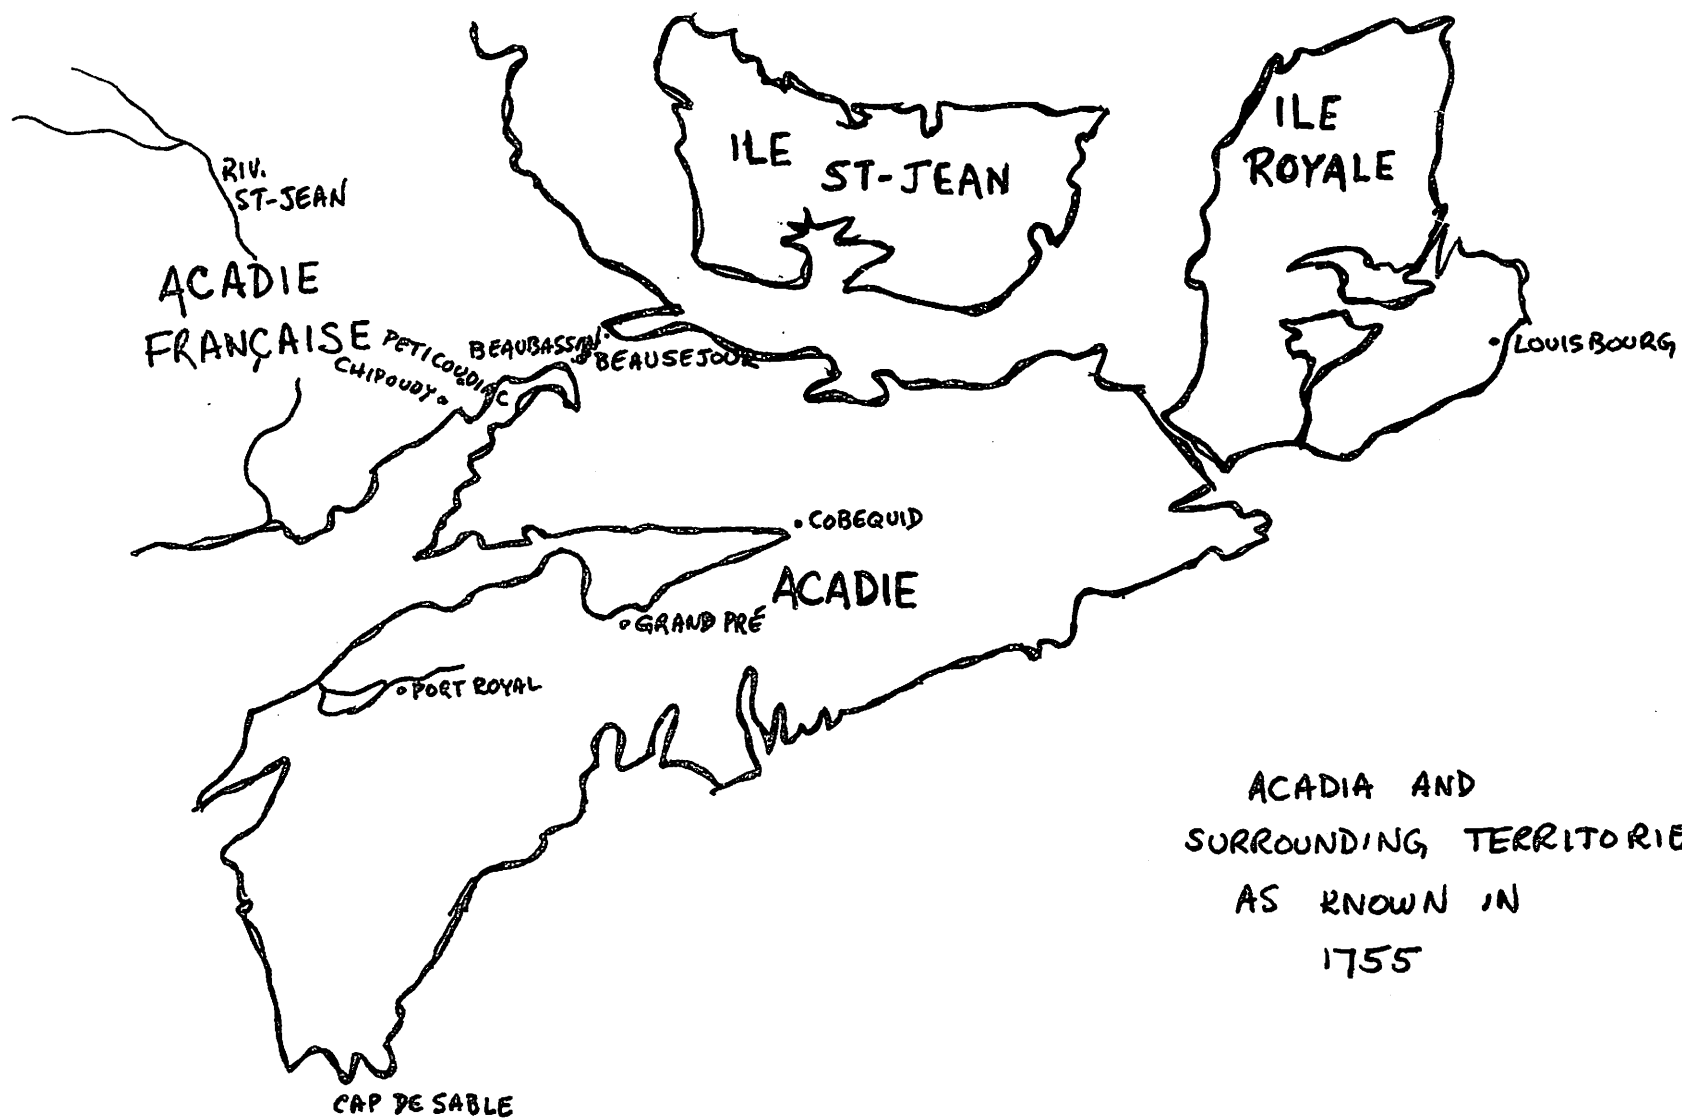 ILE
ROYALE
ILE
ST-JEAN
RIV.
ST-JEAN
ACADIE
FRANÇAISE
PETICOUDIAC
CHIPOUDY
BEAUBASSIN
BEAUSEJOUR
LOUISBOURG
COBEQUID
ACADIE
GRAND PRÉ
PORT ROYAL
CAP DE SABLE
ACADIA AND
SURROUNDING TERRITORIE
AS KNOWN IN
1755